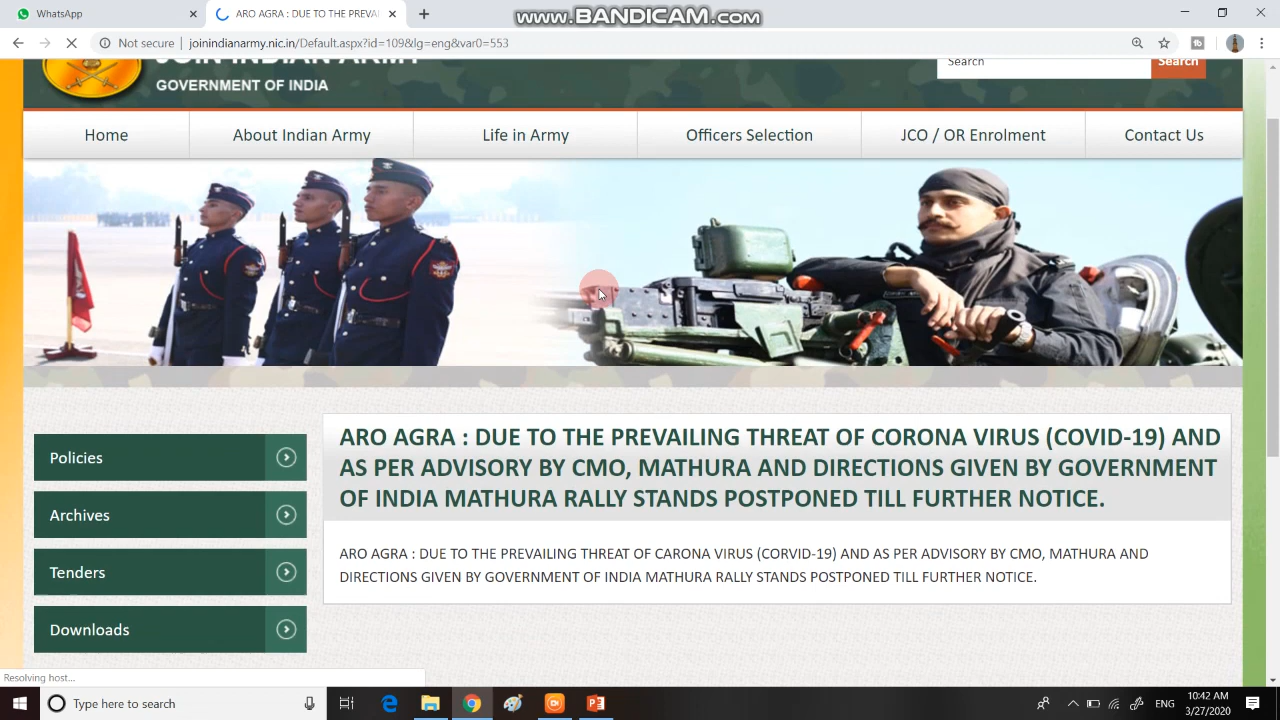 WhatsApp
ARO AGRA : DUE TO THE PREVAI
www.BANDICAM.com
Not secure
joinindianarmy.nic.in/Default.aspx?id=109&lg=eng&var0=553
JOIN INDIAN ARMY
GOVERNMENT OF INDIA
Search
Search
Home
About Indian Army
Life in Army
Officers Selection
JCO / OR Enrolment
Contact Us
Policies
Archives
Tenders
Downloads
ARO AGRA : DUE TO THE PREVAILING THREAT OF CORONA VIRUS (COVID-19) AND
AS PER ADVISORY BY CMO, MATHURA AND DIRECTIONS GIVEN BY GOVERNMENT
OF INDIA MATHURA RALLY STANDS POSTPONED TILL FURTHER NOTICE.
ARO AGRA : DUE TO THE PREVAILING THREAT OF CARONA VIRUS (CORVID-19) AND AS PER ADVISORY BY CMO, MATHURA AND
DIRECTIONS GIVEN BY GOVERNMENT OF INDIA MATHURA RALLY STANDS POSTPONED TILL FURTHER NOTICE.
Resolving host...
Type here to search
ENG
10:42 AM
3/27/2020